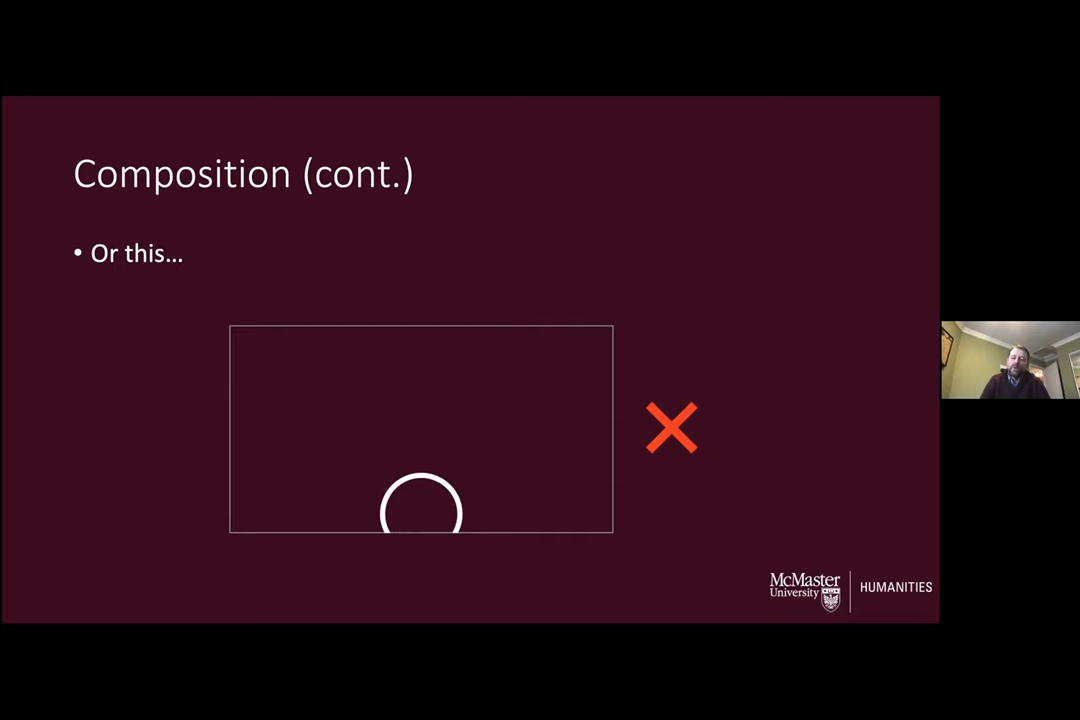 Composition (cont.)
• Or this…
McMaster
University
HUMANITIES